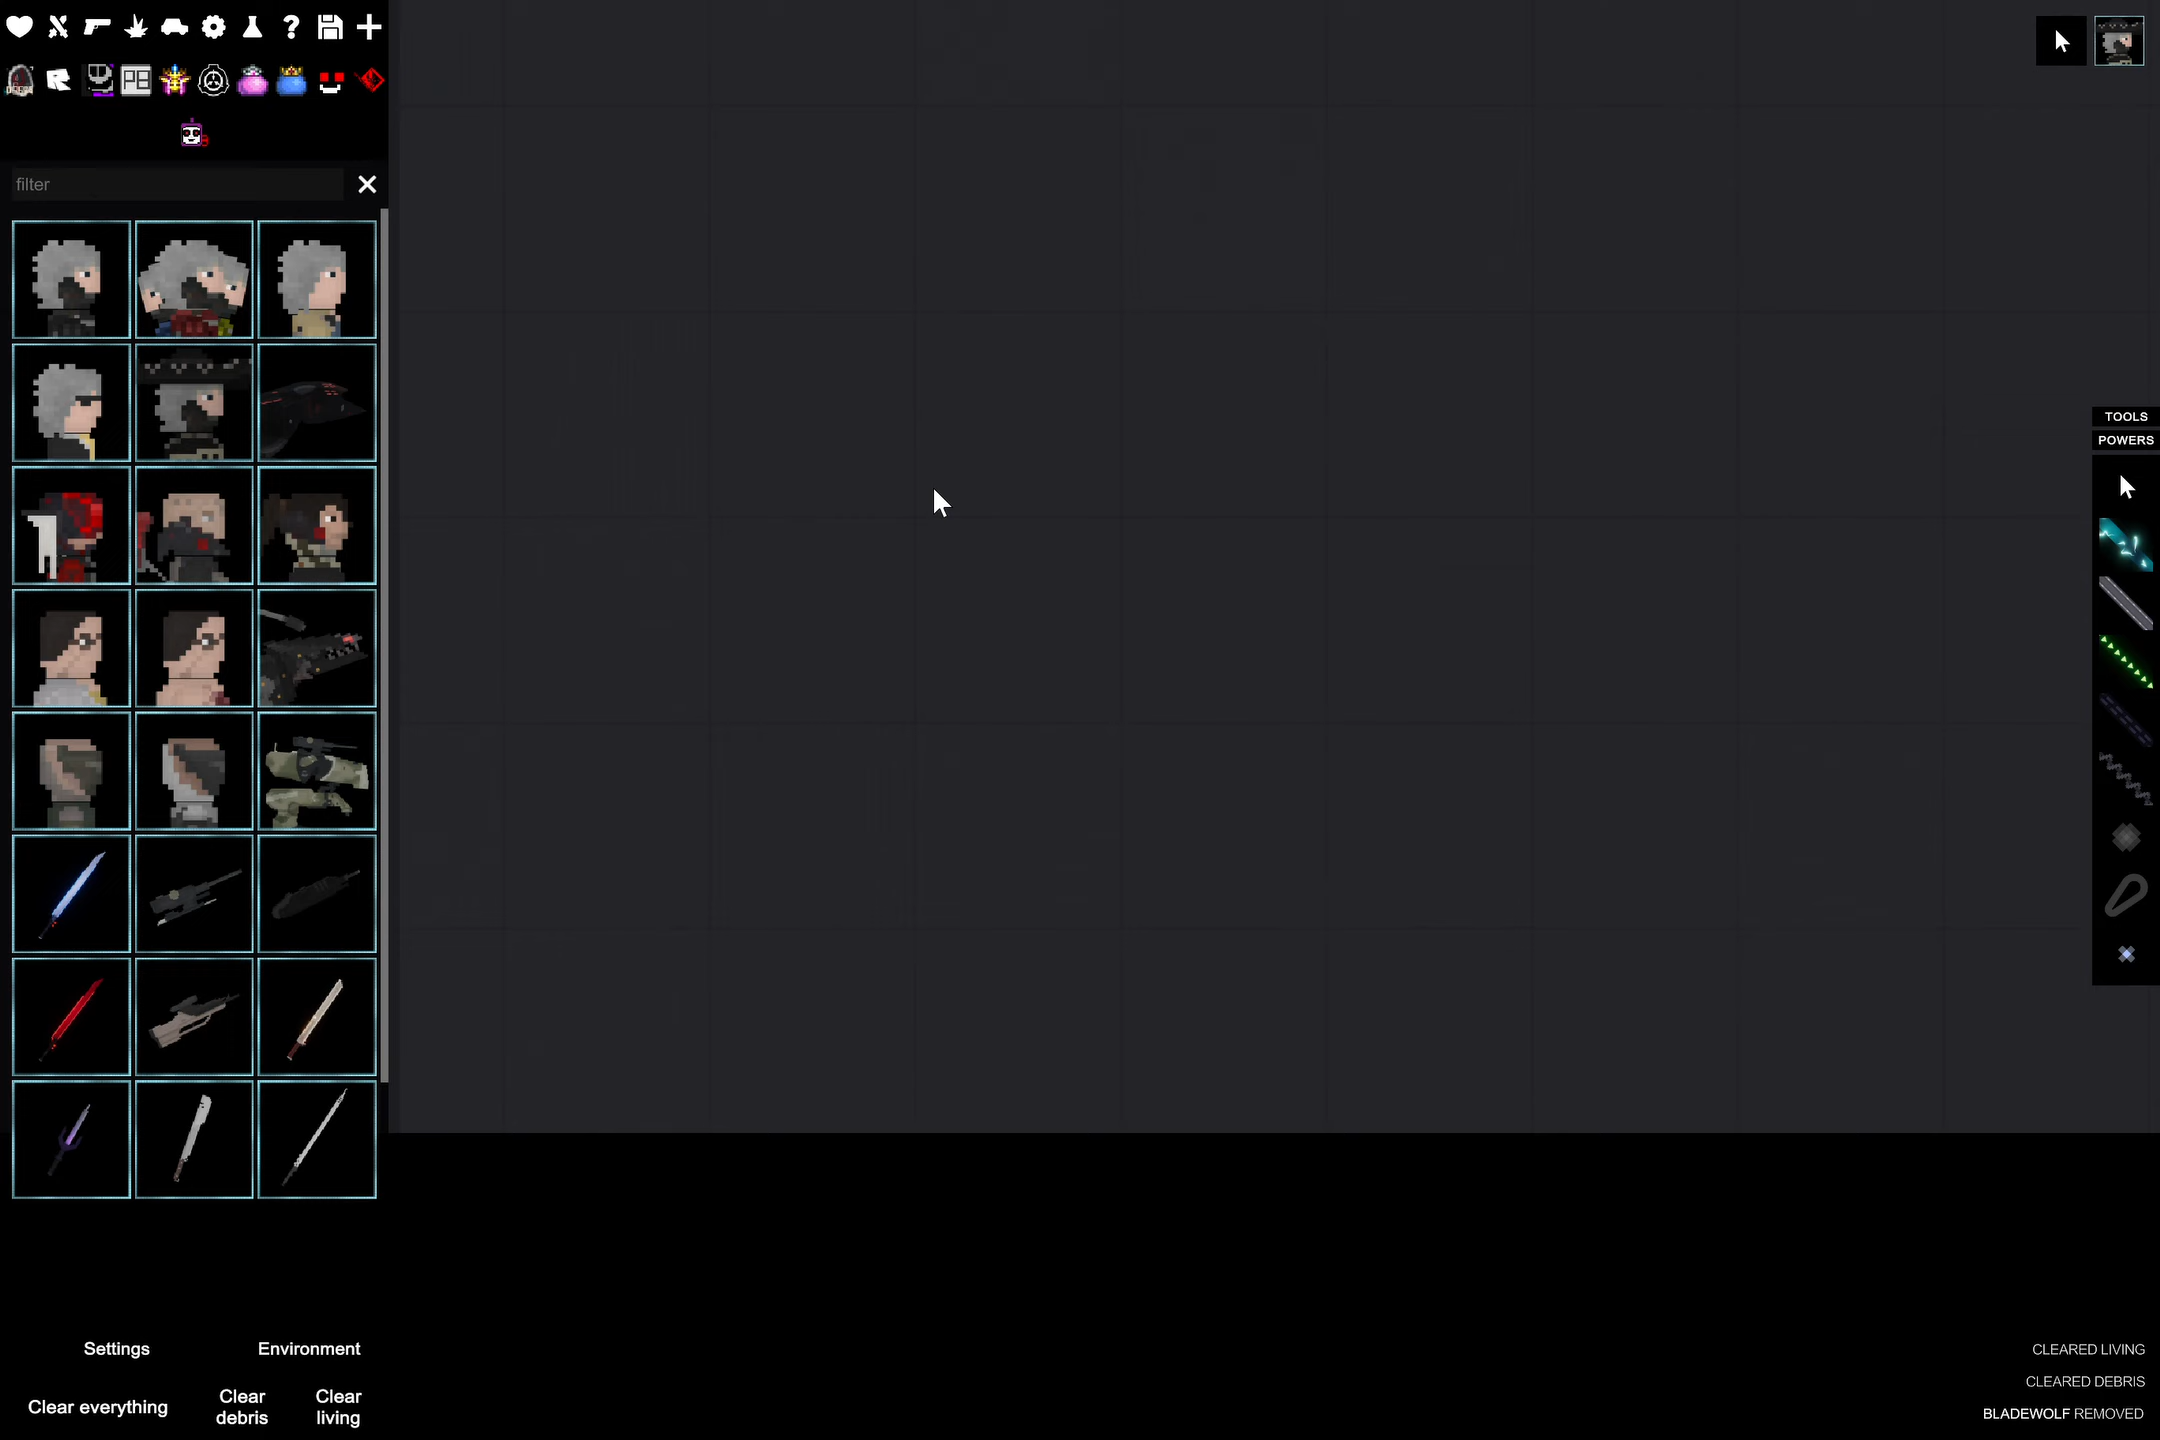 filter
TOOLS
POWERS
Settings
Environment
Clear everything
Clear
debris
Clear
living
CLEARED LIVING
CLEARED DEBRIS
BLADEWOLF REMOVED